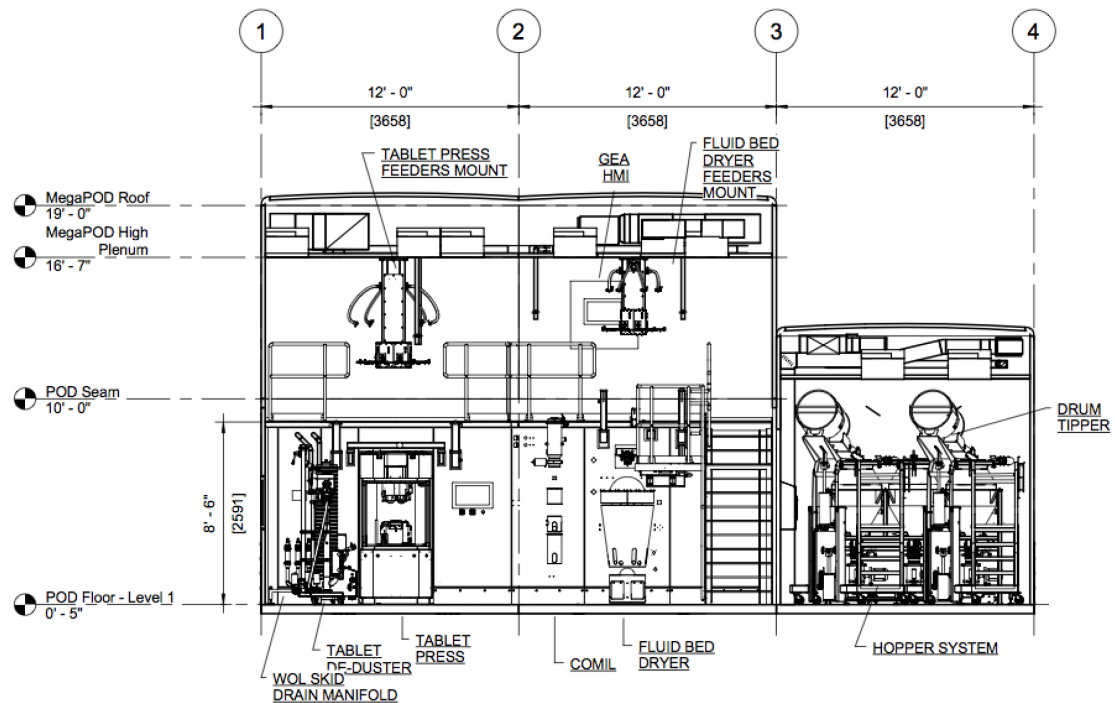 1
2
3
4
12' - 0"
12' - 0"
12' - 0"
[3658]
[3658]
[3658]
TABLET PRESS
FEEDERS MOUNT
GEA
HMI
FLUID BED
DRYER
FEEDERS
MOUNT
MegaPOD Roof
19' - 0"
MegaPOD High
Plenum
16' - 7"
POD Seam
10' - 0"
DRUM
TIPPER
8' - 6"
[2591]
POD Floor - Level 1
0' - 5"
TABLET
DE-DUSTER
TABLET
PRESS
COMIL
FLUID BED
DRYER
HOPPER SYSTEM
WOL SKID
DRAIN MANIFOLD